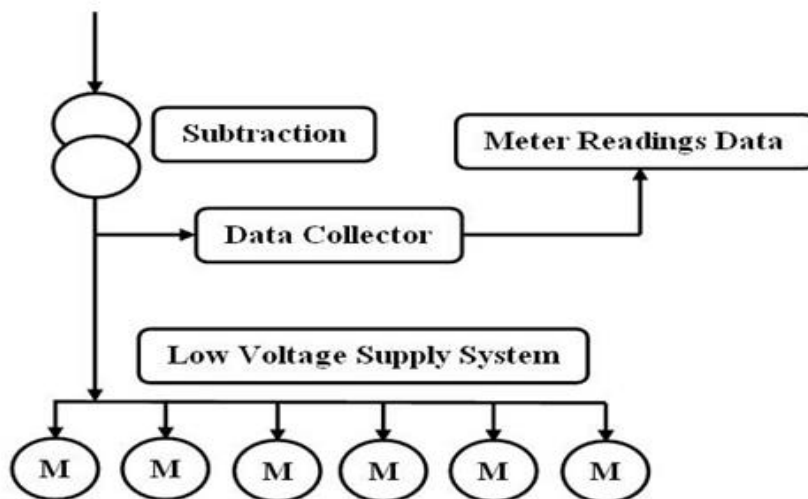 Subtraction
Meter Readings Data
Data Collector
Low Voltage Supply System
M M M M M M